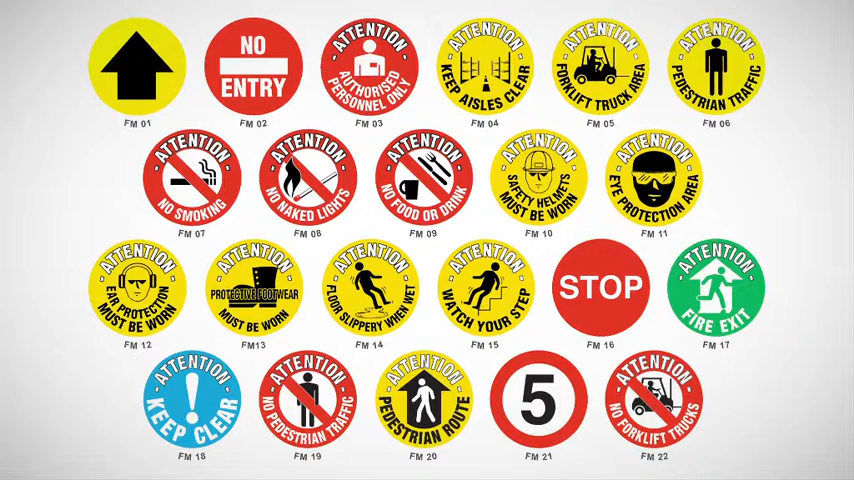 NO
ENTRY
ATTENTION
AUTHORISED
PERSONNEL ONLY
ATTENTION
KEEP AISLES CLEAR
ATTENTION
FORKLIFT TRUCK AREA
ATTENTION
PEDESTRIAN TRAFFIC
FM 01
FM 02
FM 03
FM 04
FM 05
FM 06
ATTENTION
NO SMOKING
ATTENTION
NO NAKED LIGHTS
ATTENTION
NO FOOD OR DRINK
ATTENTION
SAFETY HELMETS
MUST BE WORN
ATTENTION
EYE PROTECTION AREA
FM 07
FM 08
FM 09
FM 10
FM 11
ATTENTION
EAR PROTECTION
MUST BE WORN
ATTENTION
PROTECTIVE FOOTWEAR
MUST BE WORN
ATTENTION
FLOOR SLIPPERY WHEN WET
ATTENTION
WATCH YOUR STEP
STOP
ATTENTION
FIRE EXIT
FM 12
FM13
FM 14
FM 15
FM 16
FM 17
ATTENTION
!
KEEP CLEAR
ATTENTION
NO PEDESTRIAN TRAFFIC
ATTENTION
PEDESTRIAN ROUTE
5
ATTENTION
NO FORKLIFT TRUCKS
FM 18
FM 19
FM 20
FM 21
FM 22